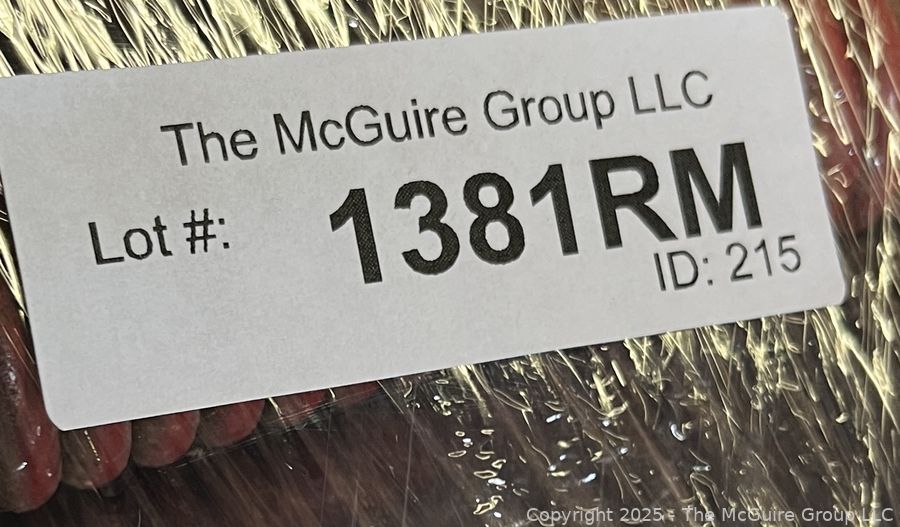 The McGuire Group LLC
Lot #: 1381RM
ID: 215
Copyright 2025 - The McGuire Group LLC